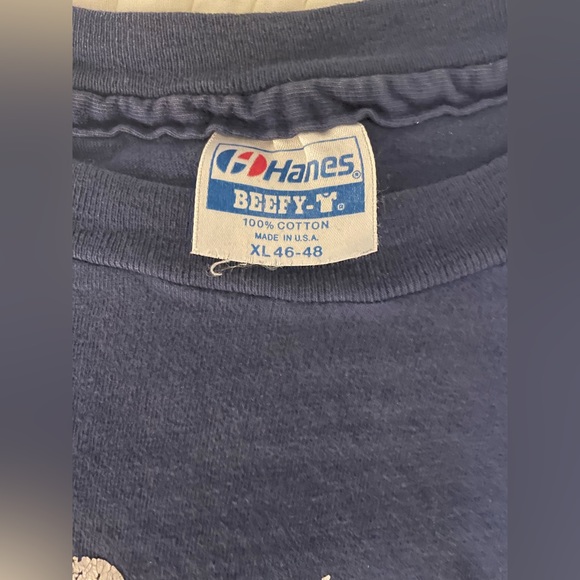 Hanes®
BEEFY-T®
100% COTTON
MADE IN U.S.A.
XL 46-48